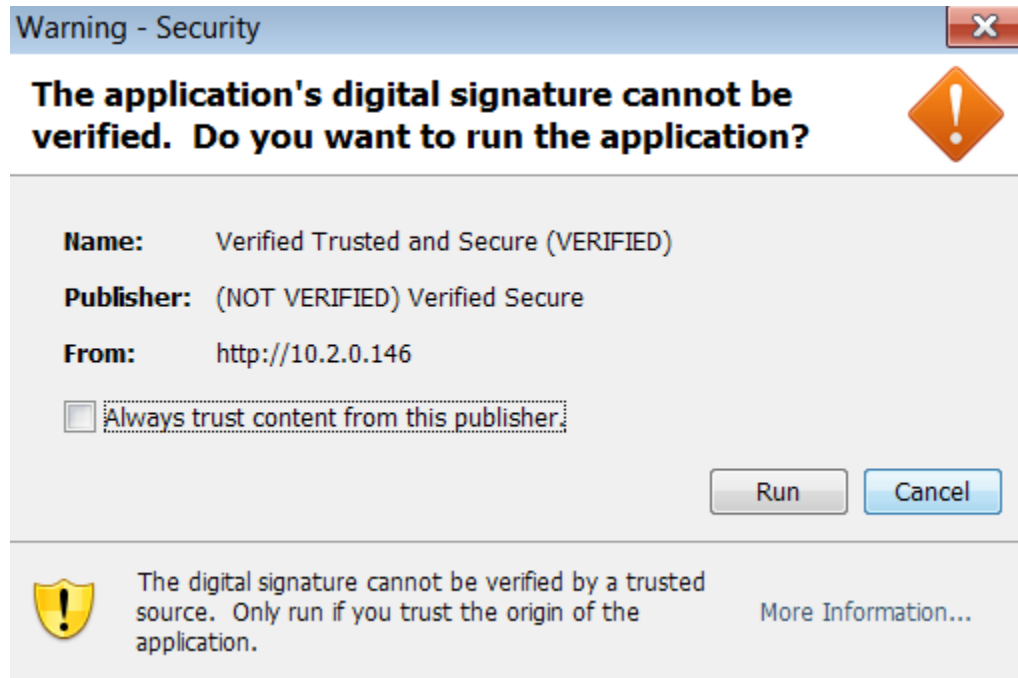 Warning - Security
The application's digital signature cannot be
verified.  Do you want to run the application?
Name: Verified Trusted and Secure (VERIFIED)
Publisher: (NOT VERIFIED) Verified Secure
From: http://10.2.0.146
Always trust content from this publisher.
Run Cancel
The digital signature cannot be verified by a trusted
source.  Only run if you trust the origin of the
application.
More Information...